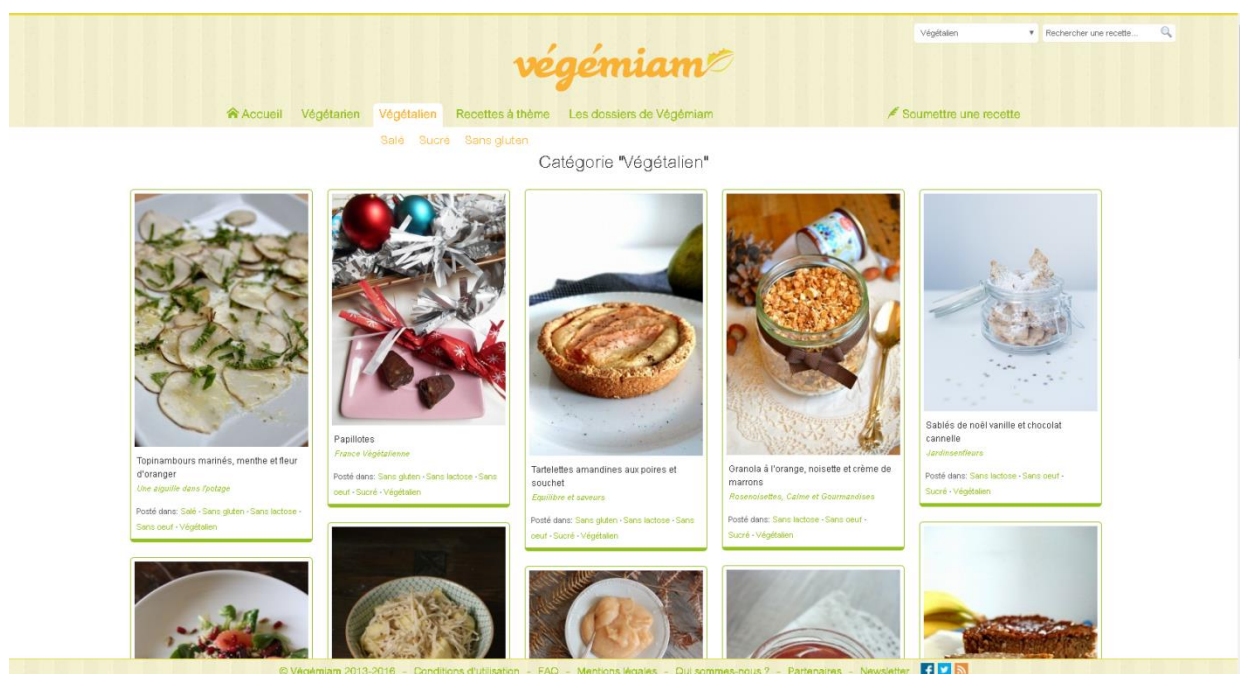 Végétalien
Rechercher une recette...
végémiam
Accueil Végétarien Végétalien Recettes à thème Les dossiers de Végémiam Soumettre une recette
Salé Sucré Sans gluten
Catégorie "Végétalien"
Topinambours marinés, menthe et fleur
d'oranger
Une aiguille dans l'potage
Posté dans: Salé - Sans gluten - Sans lactose -
Sans oeuf - Végétalien
Papillotes
France Végétalienne
Posté dans: Sans gluten - Sans lactose - Sans
oeuf - Sucré - Végétalien
Tartelettes amandines aux poires et
souchet
Equilibre et saveurs
Posté dans: Sans gluten - Sans lactose - Sans
oeuf - Sucré - Végétalien
Granola à l'orange, noisette et crème de
marrons
Rosenoisettes, Calme et Gourmandises
Posté dans: Sans lactose - Sans oeuf -
Sucré - Végétalien
Sablés de noël vanille et chocolat
cannelle
Jardinsenfleurs
Posté dans: Sans lactose - Sans oeuf -
Sucré - Végétalien
© Végémiam 2013-2016 - Conditions d'utilisation - FAQ - Mentions légales - Qui sommes-nous ? - Partenaires - Newsletter